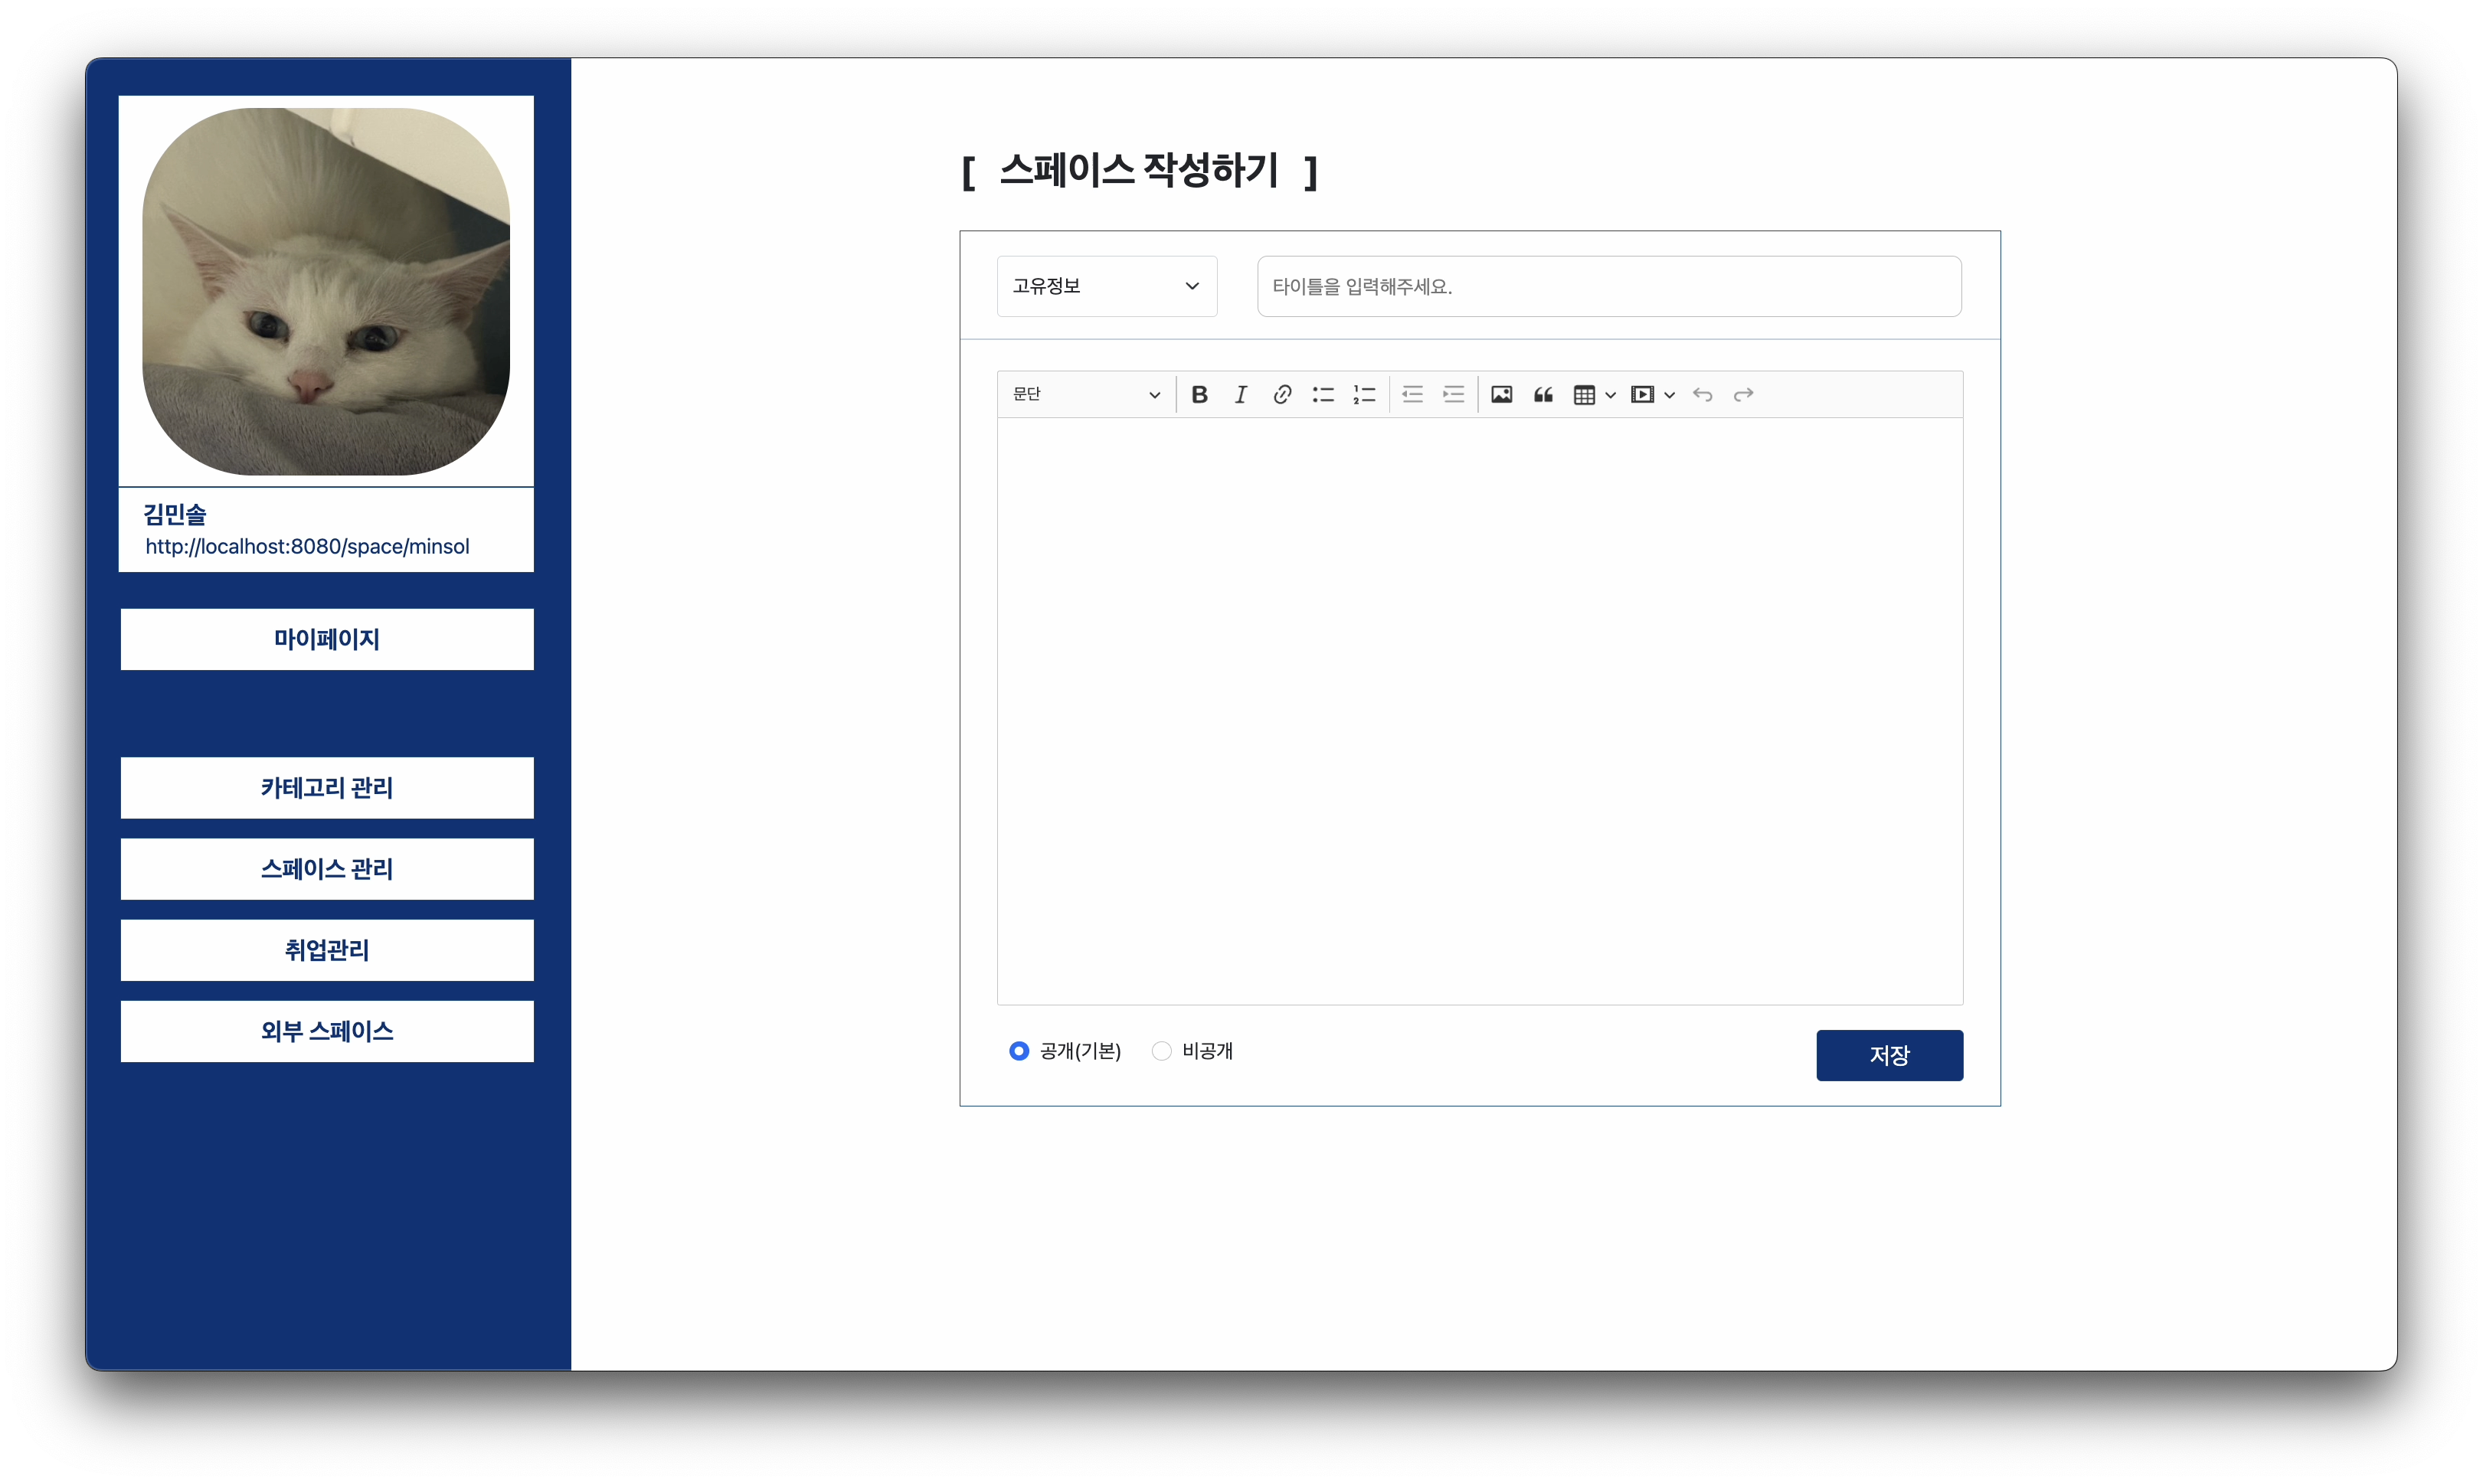 김민솔
http://localhost:8080/space/minsol
마이페이지
카테고리 관리
스페이스 관리
취업관리
외부 스페이스
[ 스페이스 작성하기 ]
고유정보
타이틀을 입력해주세요.
문단
공개(기본) 비공개
저장